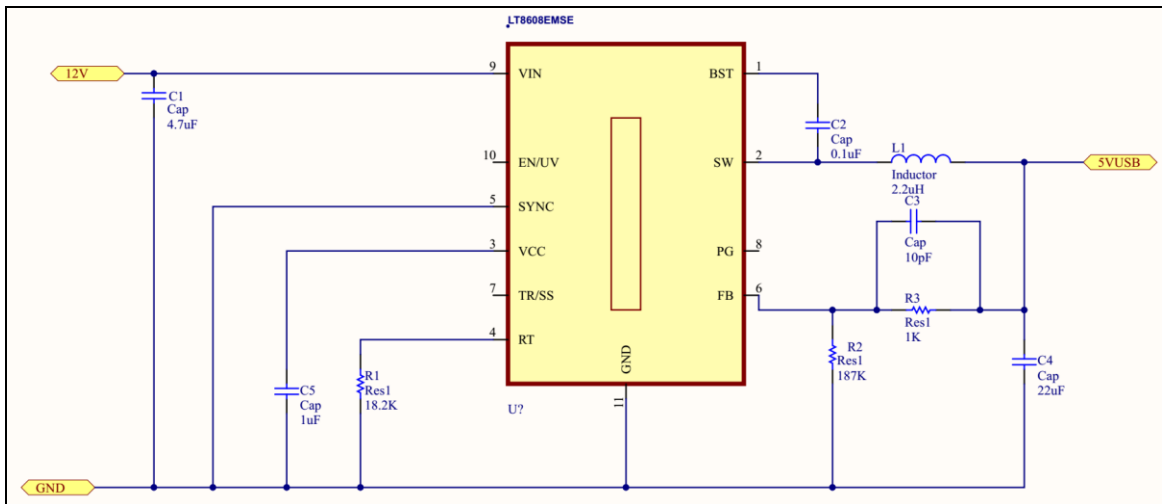 LT8608EMSE
12V
9
VIN
BST
1
C1
Cap
4.7uF
C2
Cap
0.1uF
10
EN/UV
SW
2
L1
Inductor
2.2uH
5VUSB
5
SYNC
C3
Cap
10pF
3
VCC
PG
8
7
TR/SS
FB
6
R3
Res1
1K
4
RT
R2
Res1
187K
GND
11
C4
Cap
22uF
R1
Res1
18.2K
C5
Cap
1uF
U?
GND